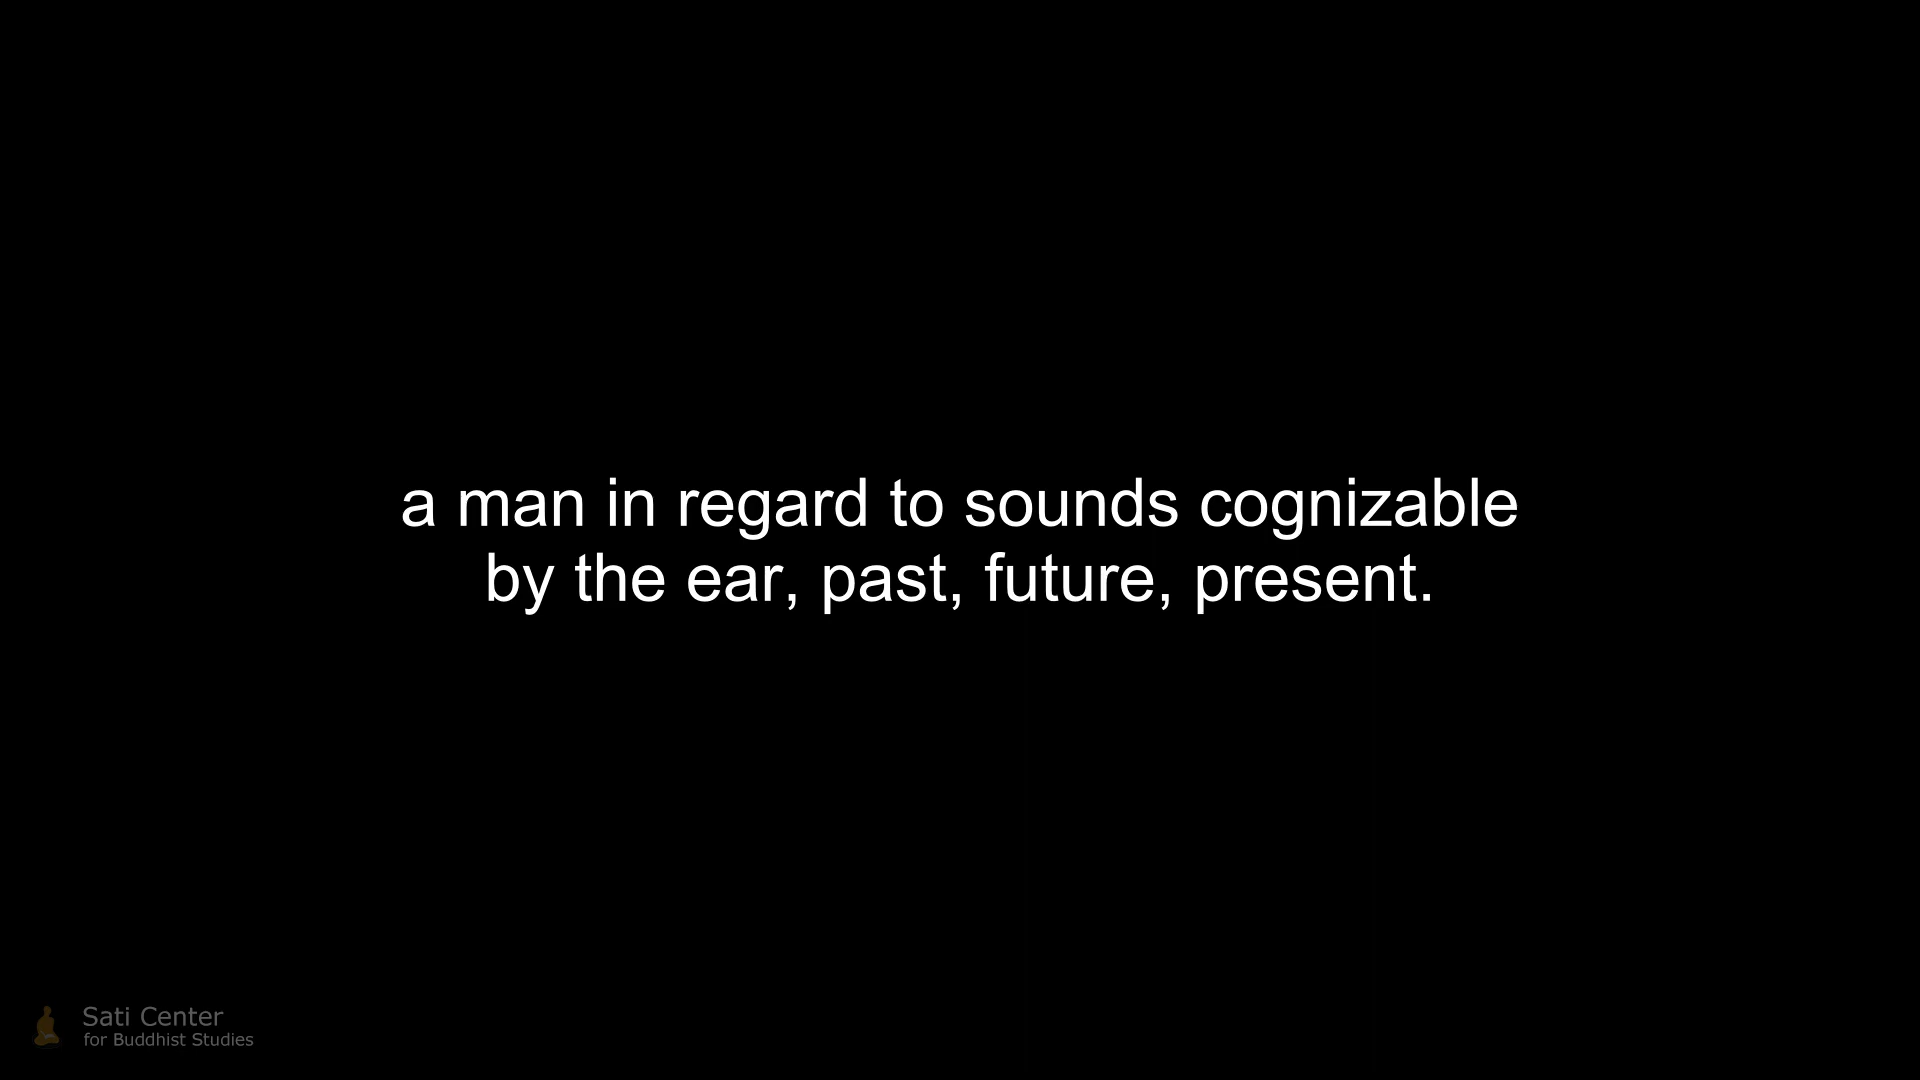 a man in regard to sounds cognizable
by the ear, past, future, present.
Sati Center
for Buddhist Studies